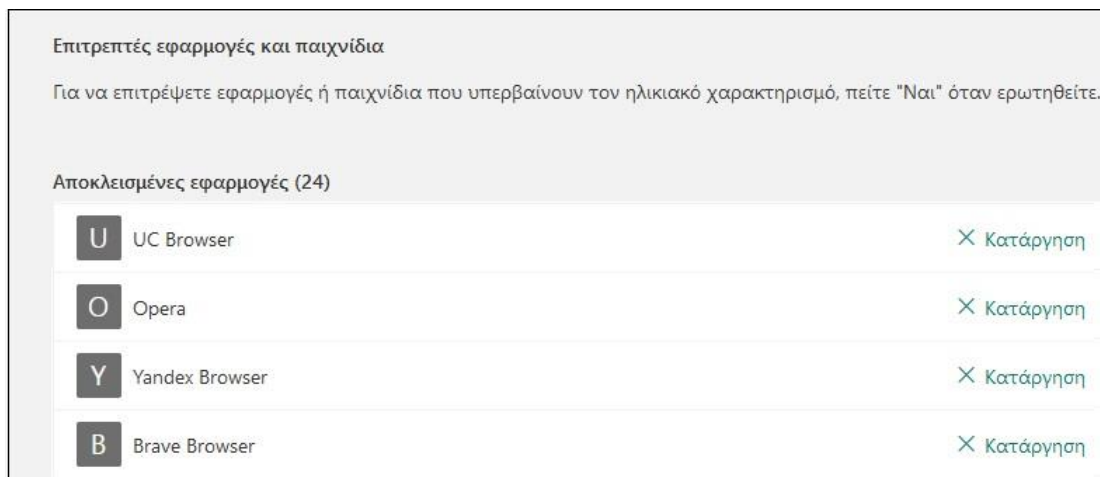 Επιτρεπτές εφαρμογές και παιχνίδια
Για να επιτρέψετε εφαρμογές ή παιχνίδια που υπερβαίνουν τον ηλικιακό χαρακτηρισμό, πείτε "Ναι" όταν ερωτηθείτε.
Αποκλεισμένες εφαρμογές (24)
U UC Browser × Κατάργηση
O Opera × Κατάργηση
Y Yandex Browser × Κατάργηση
B Brave Browser × Κατάργηση